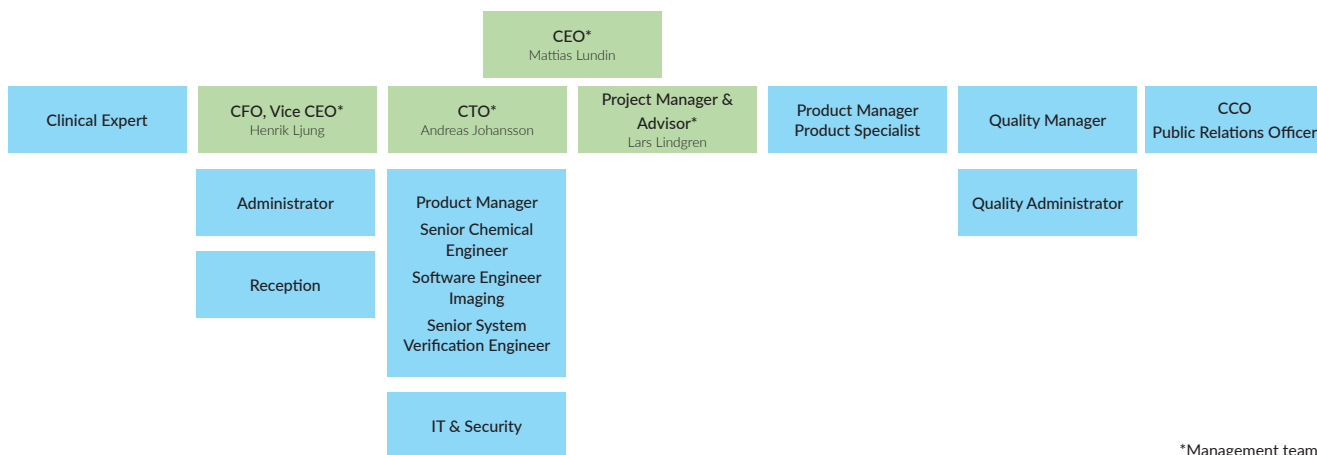 CEO*
Mattias Lundin
Clinical Expert
CFO, Vice CEO*
Henrik Ljung
CTO*
Andreas Johansson
Project Manager &
Advisor*
Lars Lindgren
Product Manager
Product Specialist
Quality Manager
CCO
Public Relations Officer
Administrator
Reception
Product Manager
Senior Chemical
Engineer
Software Engineer
Imaging
Senior System
Verification Engineer
IT & Security
Quality Administrator
*Management team